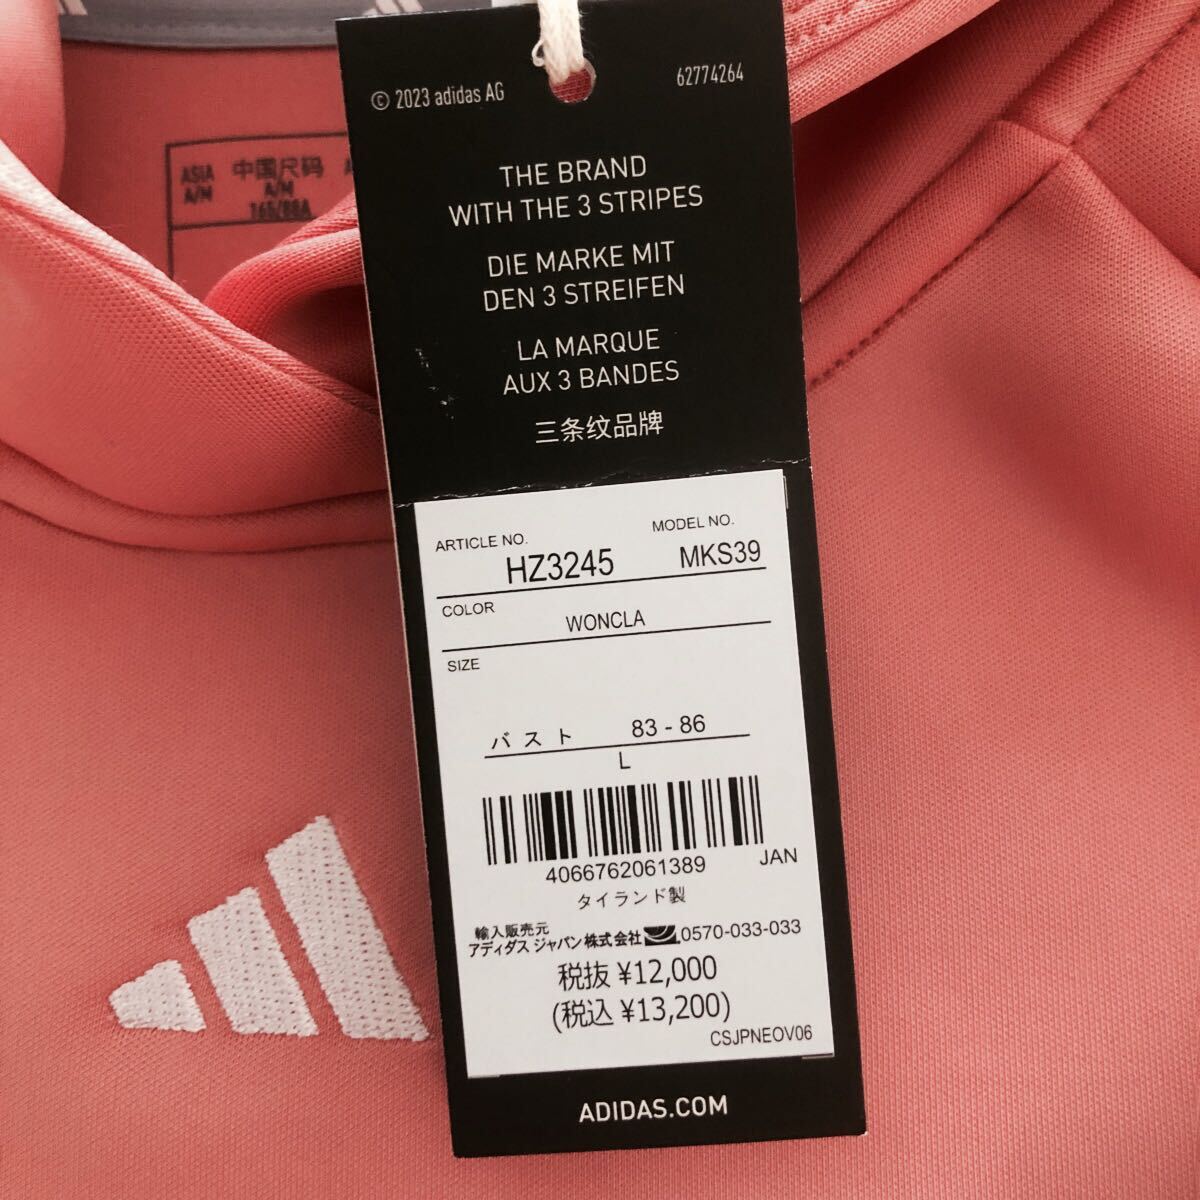 © 2023 adidas AG
62774264
THE BRAND
WITH THE 3 STRIPES
DIE MARKE MIT
DEN 3 STREIFEN
LA MARQUE
AUX 3 BANDES
三条纹品牌
ASIA 中国尺码
A/M A/M
165/88A
ARTICLE NO. MODEL NO.
HZ3245 MKS39
COLOR
WONCLA
SIZE
バスト 83 - 86
L
4066762061389 JAN
タイランド製
輸入販売元
アディダス ジャパン株式会社 0570-033-033
税抜 ¥12,000
(税込 ¥13,200)
CSJPNEOV06
ADIDAS.COM